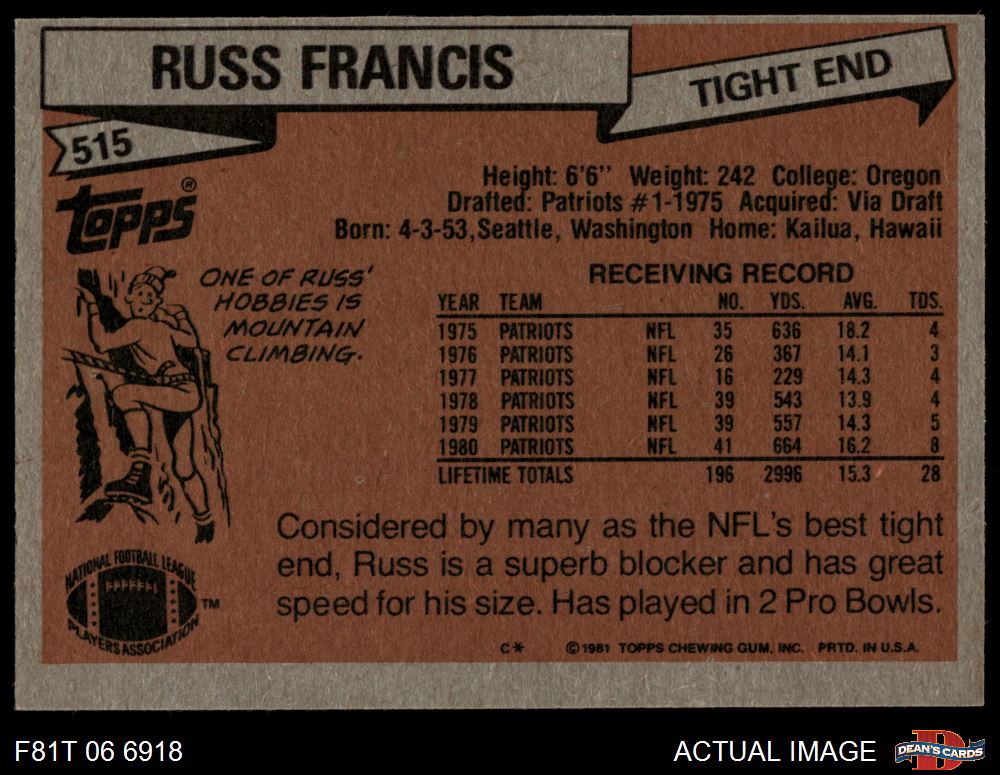 RUSS FRANCIS
TIGHT END
515
TOPPS®
Height: 6'6'' Weight: 242 College: Oregon
Drafted: Patriots #1-1975 Acquired: Via Draft
Born: 4-3-53, Seattle, Washington Home: Kailua, Hawaii
ONE OF RUSS'
HOBBIES IS
MOUNTAIN
CLIMBING.
RECEIVING RECORD
YEAR TEAM NO. YDS. AVG. TDS.
1975 PATRIOTS NFL 35 636 18.2 4
1976 PATRIOTS NFL 26 367 14.1 3
1977 PATRIOTS NFL 16 229 14.3 4
1978 PATRIOTS NFL 39 543 13.9 4
1979 PATRIOTS NFL 39 557 14.3 5
1980 PATRIOTS NFL 41 664 16.2 8
LIFETIME TOTALS 196 2996 15.3 28
Considered by many as the NFL's best tight
end, Russ is a superb blocker and has great
speed for his size. Has played in 2 Pro Bowls.
NATIONAL FOOTBALL LEAGUE
PLAYERS ASSOCIATION
TM
C* ©1981 TOPPS CHEWING GUM, INC. PRTD. IN U.S.A.
F81T 06 6918
ACTUAL IMAGE
D
DEAN'S CARDS